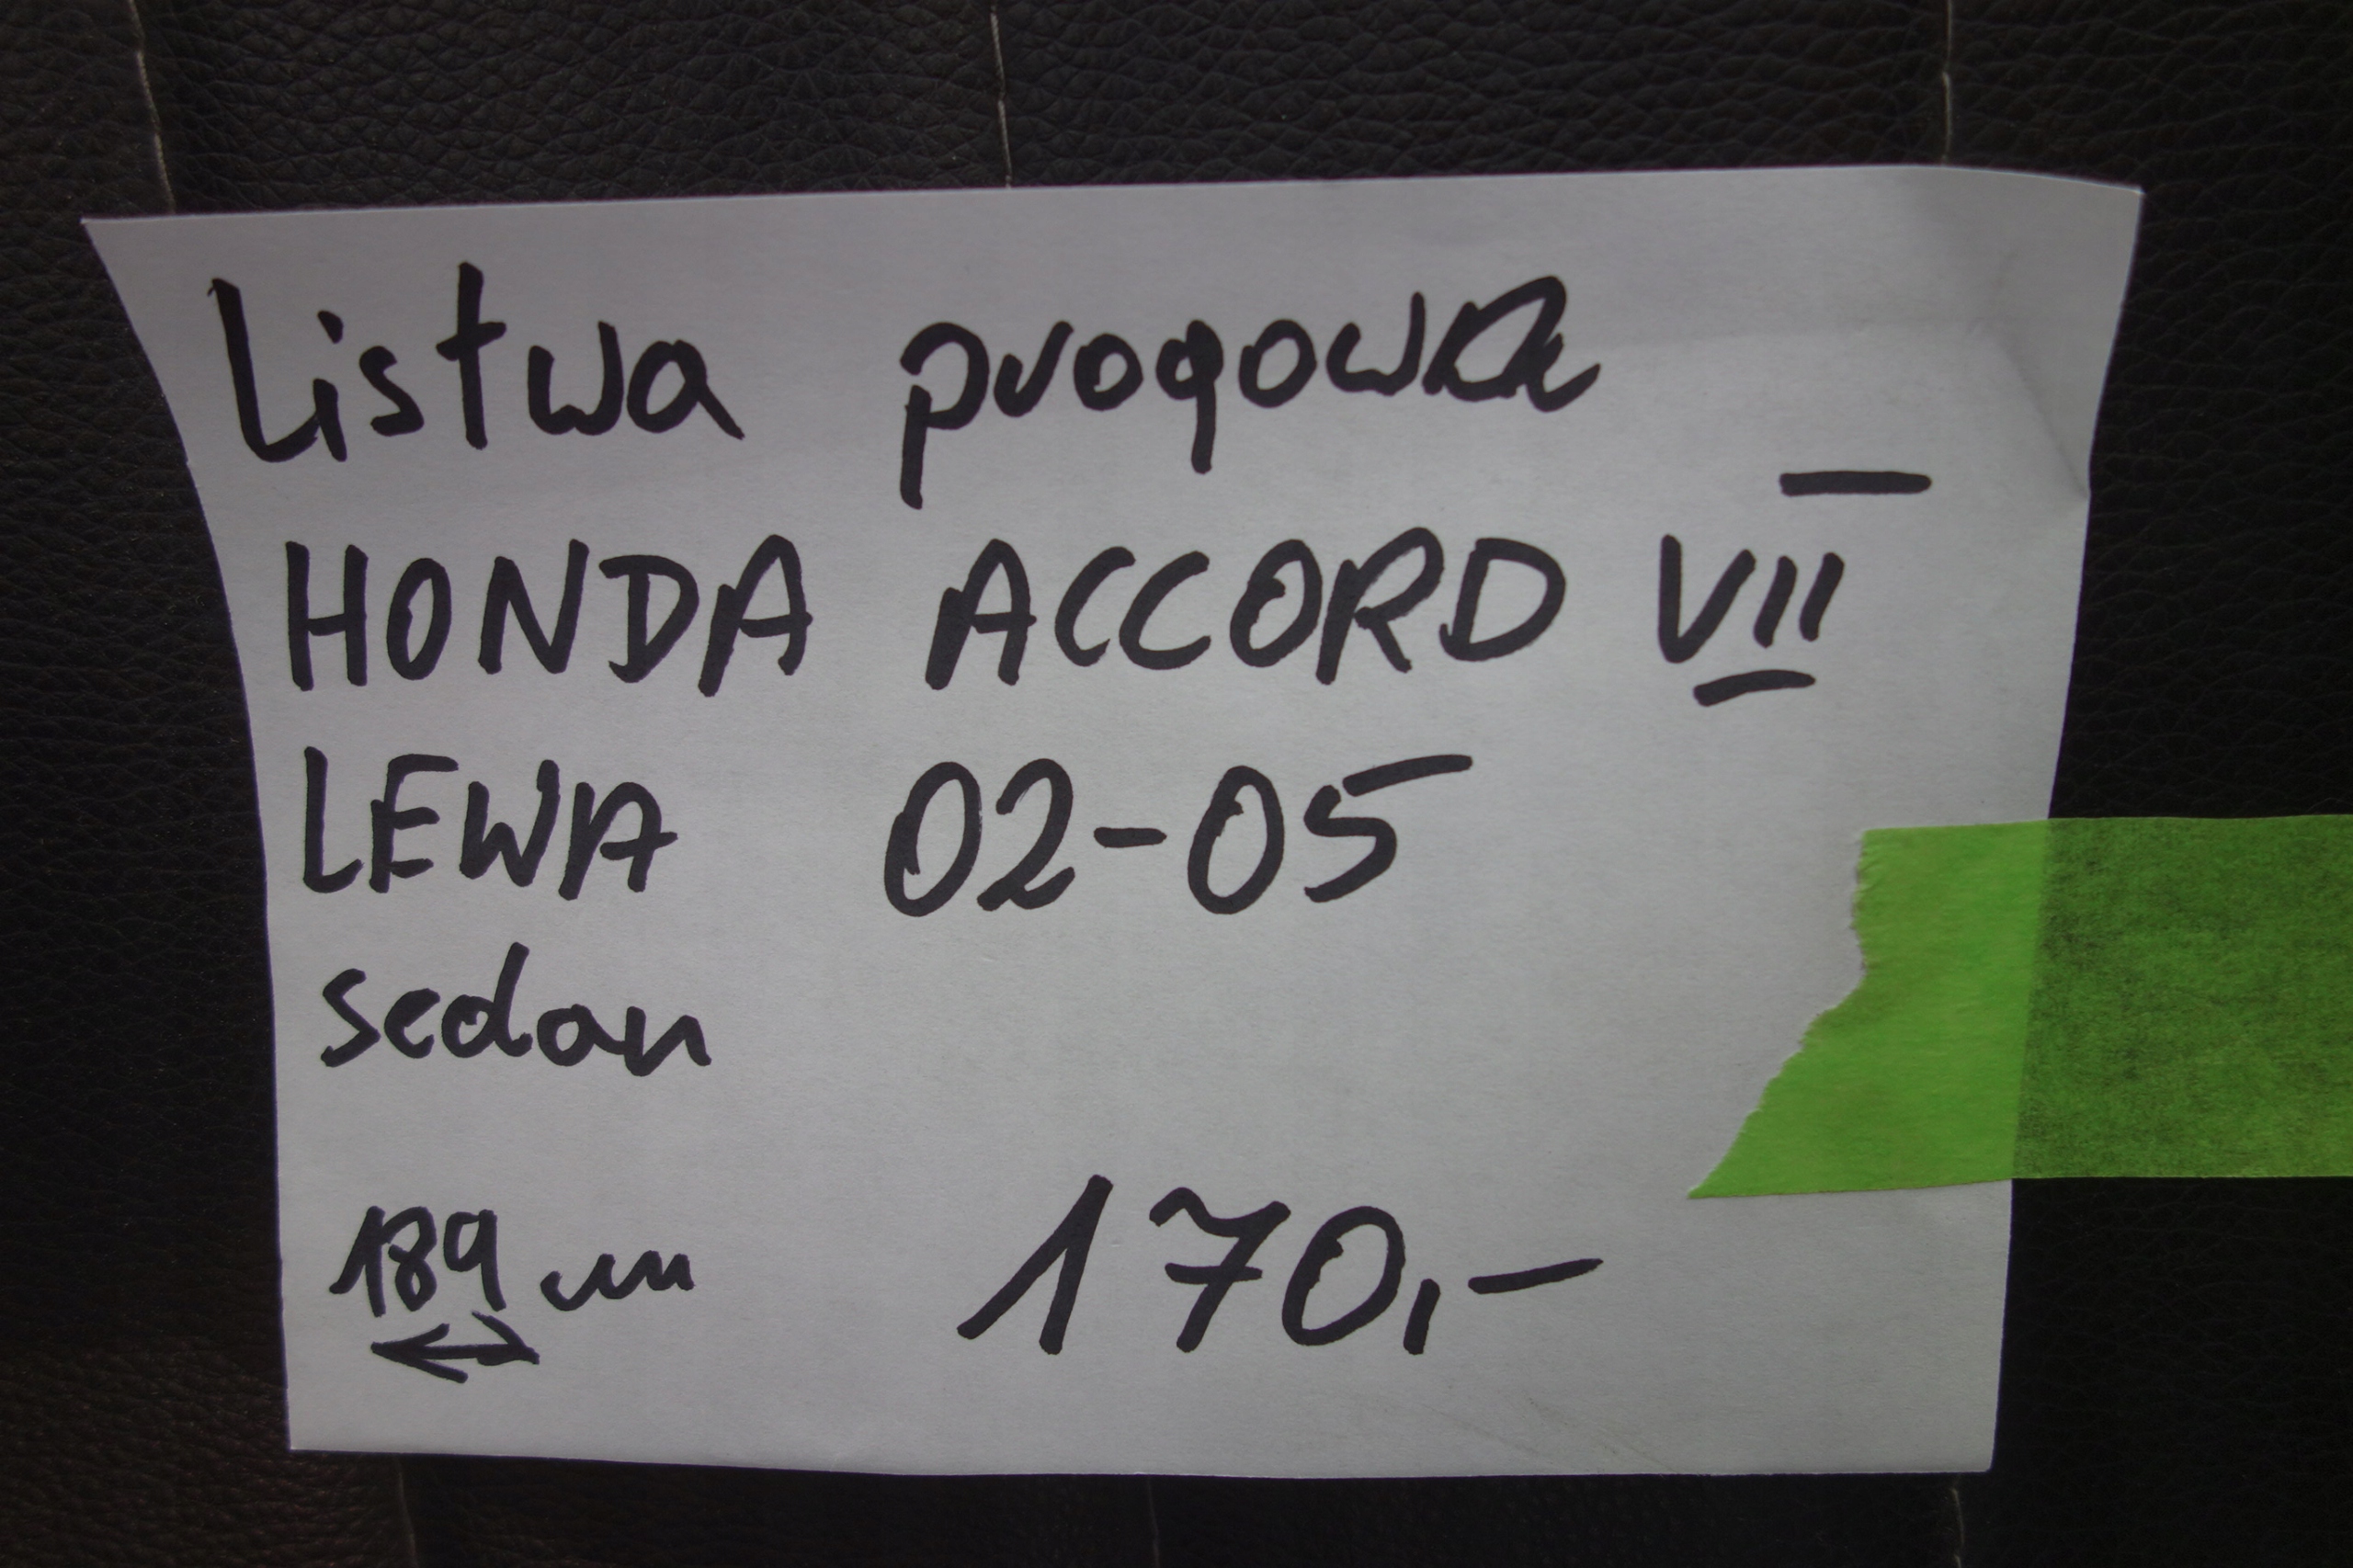 Listwa progowa
HONDA ACCORD VII
LEWA 02-05
sedan
189 cm 170,-